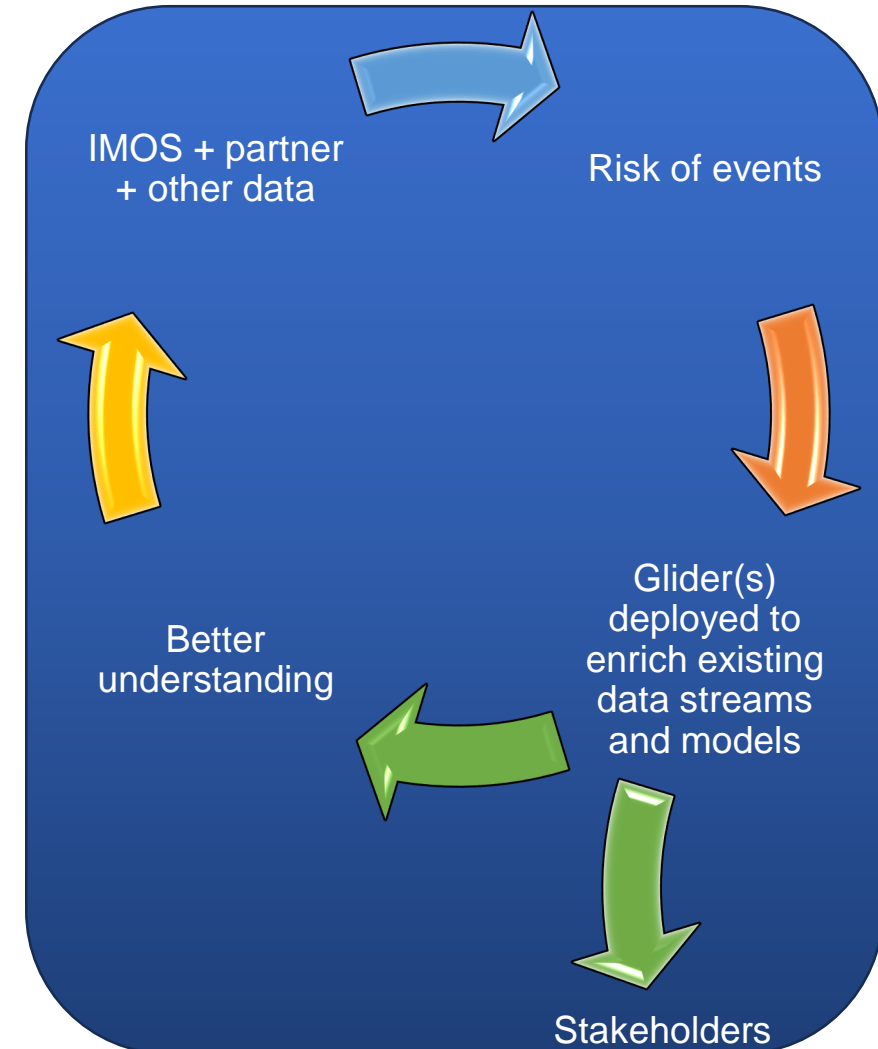 IMOS + partner
+ other data
Risk of events
Glider(s)
deployed to
enrich existing
data streams
and models
Better
understanding
Stakeholders